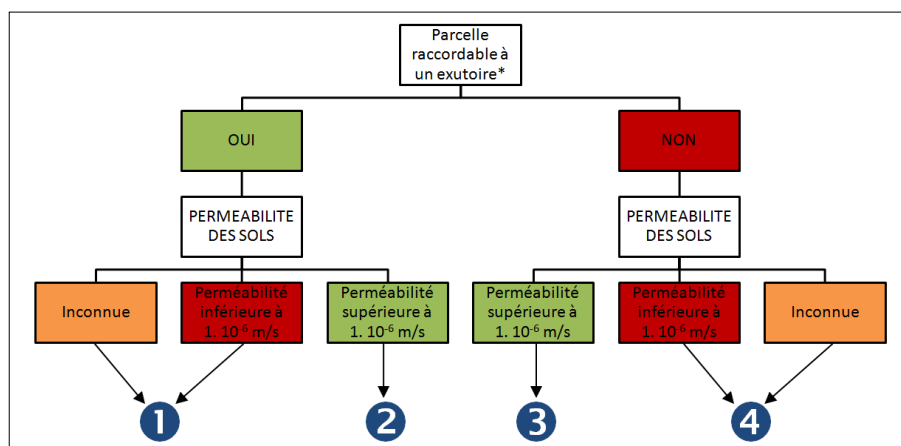 Parcelle
raccordable à
un exutoire*
OUI
NON
PERMEABILITE
DES SOLS
PERMEABILITE
DES SOLS
Inconnue
Perméabilité
inférieure à
1. 10⁻⁶ m/s
Perméabilité
supérieure à
1. 10⁻⁶ m/s
Perméabilité
supérieure à
1. 10⁻⁶ m/s
Perméabilité
inférieure à
1. 10⁻⁶ m/s
Inconnue
1
2
3
4